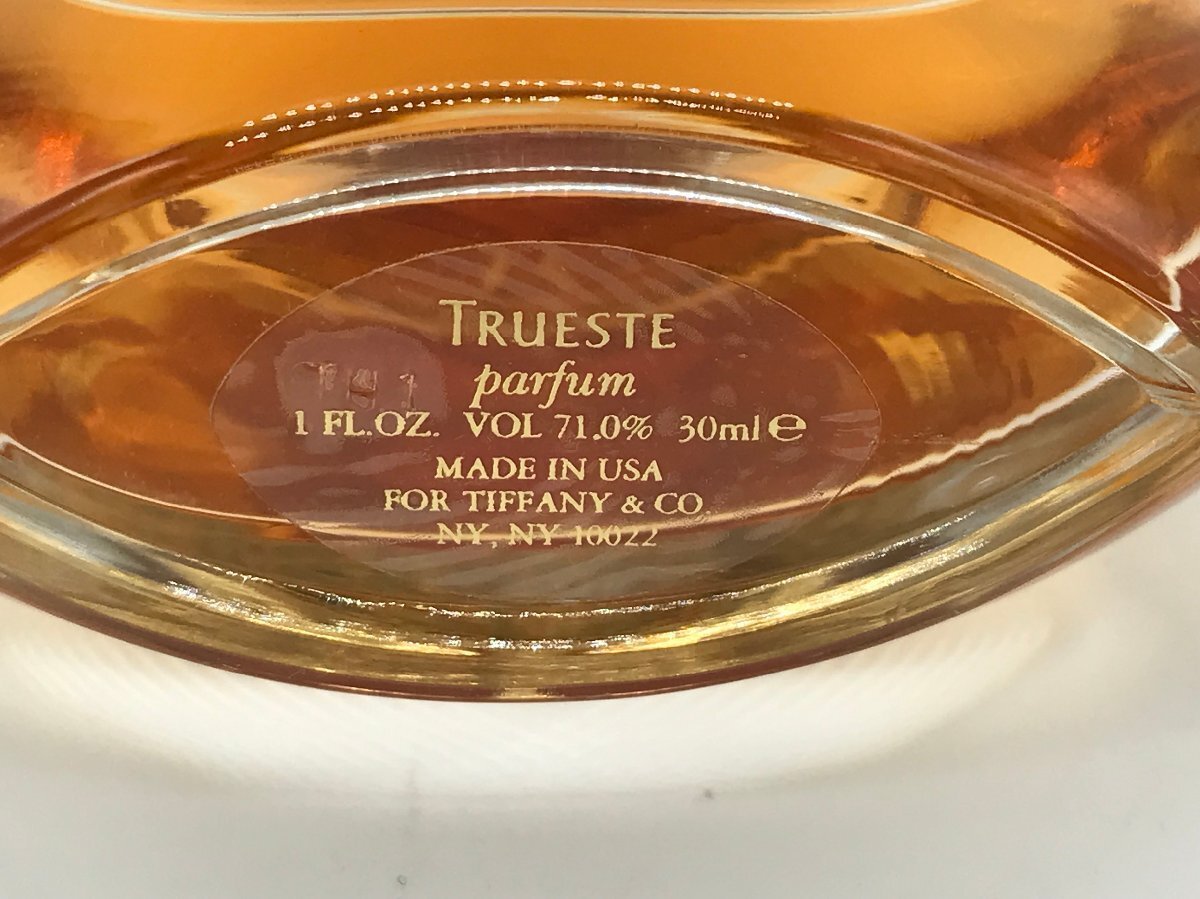 TRUESTE
parfum
1 FL.OZ. VOL 71.0% 30ml ℮
MADE IN USA
FOR TIFFANY & CO.
NY, NY 10022